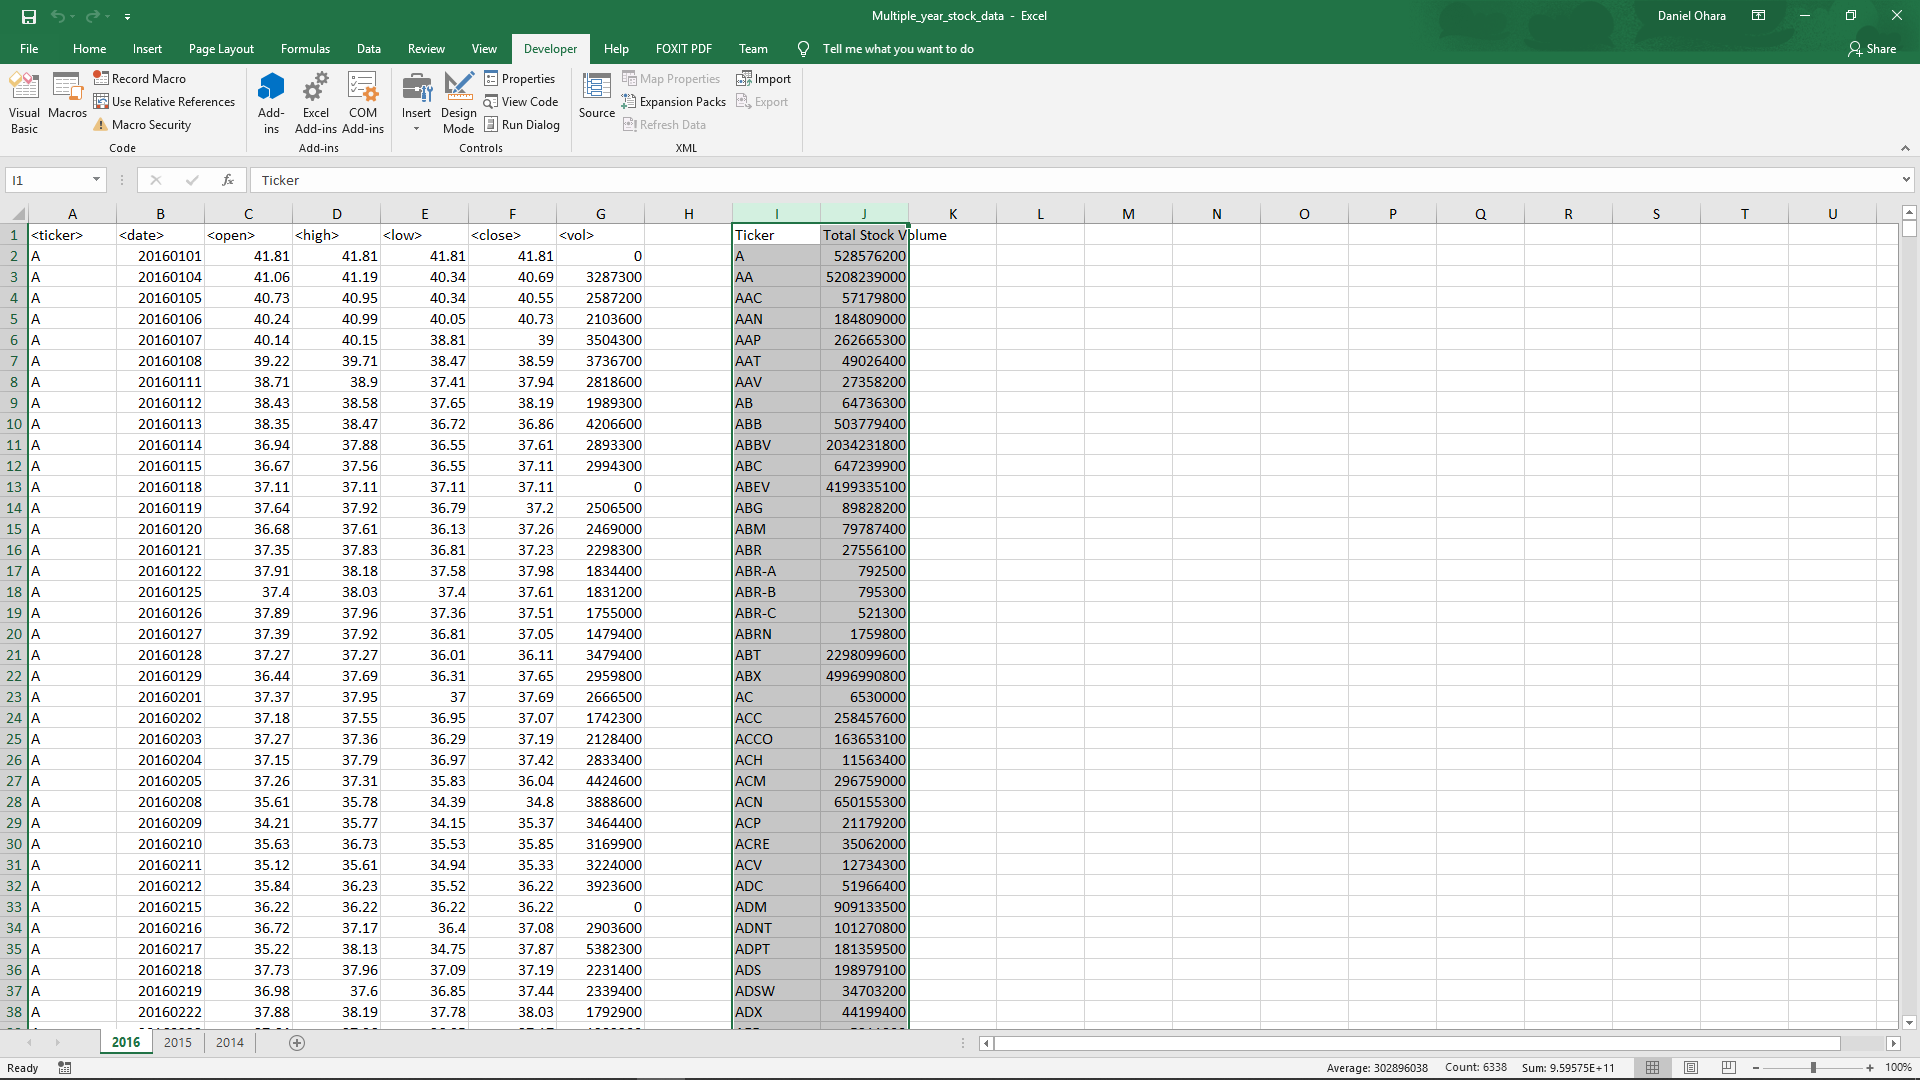 Multiple_year_stock_data - Excel
Daniel Ohara
File Home Insert Page Layout Formulas Data Review View Developer Help FOXIT PDF Team Tell me what you want to do Share
Visual Basic
Macros
Record Macro
Use Relative References
Macro Security
Code
Add-ins
Excel Add-ins
COM Add-ins
Add-ins
Insert
Design Mode
Properties
View Code
Run Dialog
Controls
Source
Map Properties
Expansion Packs
Refresh Data
Import
Export
XML
I1 fx Ticker
A B C D E F G H I J K L M N O P Q R S T U
1 <ticker> <date> <open> <high> <low> <close> <vol> Ticker Total Stock Volume
2 A 20160101 41.81 41.81 41.81 41.81 0 A 528576200
3 A 20160104 41.06 41.19 40.34 40.69 3287300 AA 5208239000
4 A 20160105 40.73 40.95 40.34 40.55 2587200 AAC 57179800
5 A 20160106 40.24 40.99 40.05 40.73 2103600 AAN 184809000
6 A 20160107 40.14 40.15 38.81 39 3504300 AAP 262665300
7 A 20160108 39.22 39.71 38.47 38.59 3736700 AAT 49026400
8 A 20160111 38.71 38.9 37.41 37.94 2818600 AAV 27358200
9 A 20160112 38.43 38.58 37.65 38.19 1989300 AB 64736300
10 A 20160113 38.35 38.47 36.72 36.86 4206600 ABB 503779400
11 A 20160114 36.94 37.88 36.55 37.61 2893300 ABBV 2034231800
12 A 20160115 36.67 37.56 36.55 37.11 2994300 ABC 647239900
13 A 20160118 37.11 37.11 37.11 37.11 0 ABEV 4199335100
14 A 20160119 37.64 37.92 36.79 37.2 2506500 ABG 89828200
15 A 20160120 36.68 37.61 36.13 37.26 2469000 ABM 79787400
16 A 20160121 37.35 37.83 36.81 37.23 2298300 ABR 27556100
17 A 20160122 37.91 38.18 37.58 37.98 1834400 ABR-A 792500
18 A 20160125 37.4 38.03 37.4 37.61 1831200 ABR-B 795300
19 A 20160126 37.89 37.96 37.36 37.51 1755000 ABR-C 521300
20 A 20160127 37.39 37.92 36.81 37.05 1479400 ABRN 1759800
21 A 20160128 37.27 37.27 36.01 36.11 3479400 ABT 2298099600
22 A 20160129 36.44 37.69 36.31 37.65 2959800 ABX 4996990800
23 A 20160201 37.37 37.95 37 37.69 2666500 AC 6530000
24 A 20160202 37.18 37.55 36.95 37.07 1742300 ACC 258457600
25 A 20160203 37.27 37.36 36.29 37.19 2128400 ACCO 163653100
26 A 20160204 37.15 37.79 36.97 37.42 2833400 ACH 11563400
27 A 20160205 37.26 37.31 35.83 36.04 4424600 ACM 296759000
28 A 20160208 35.61 35.78 34.39 34.8 3888600 ACN 650155300
29 A 20160209 34.21 35.77 34.15 35.37 3464400 ACP 21179200
30 A 20160210 35.63 36.73 35.53 35.85 3169900 ACRE 35062000
31 A 20160211 35.12 35.61 34.94 35.33 3224000 ACV 12734300
32 A 20160212 35.84 36.23 35.52 36.22 3923600 ADC 51966400
33 A 20160215 36.22 36.22 36.22 36.22 0 ADM 909133500
34 A 20160216 36.72 37.17 36.4 37.08 2903600 ADNT 101270800
35 A 20160217 35.22 38.13 34.75 37.87 5382300 ADPT 181359500
36 A 20160218 37.73 37.96 37.09 37.19 2231400 ADS 198979100
37 A 20160219 36.98 37.6 36.85 37.44 2339400 ADSW 34703200
38 A 20160222 37.88 38.19 37.78 38.03 1792900 ADX 44199400
2016 2015 2014
Ready Average: 302896038 Count: 6338 Sum: 9.59575E+11 100%